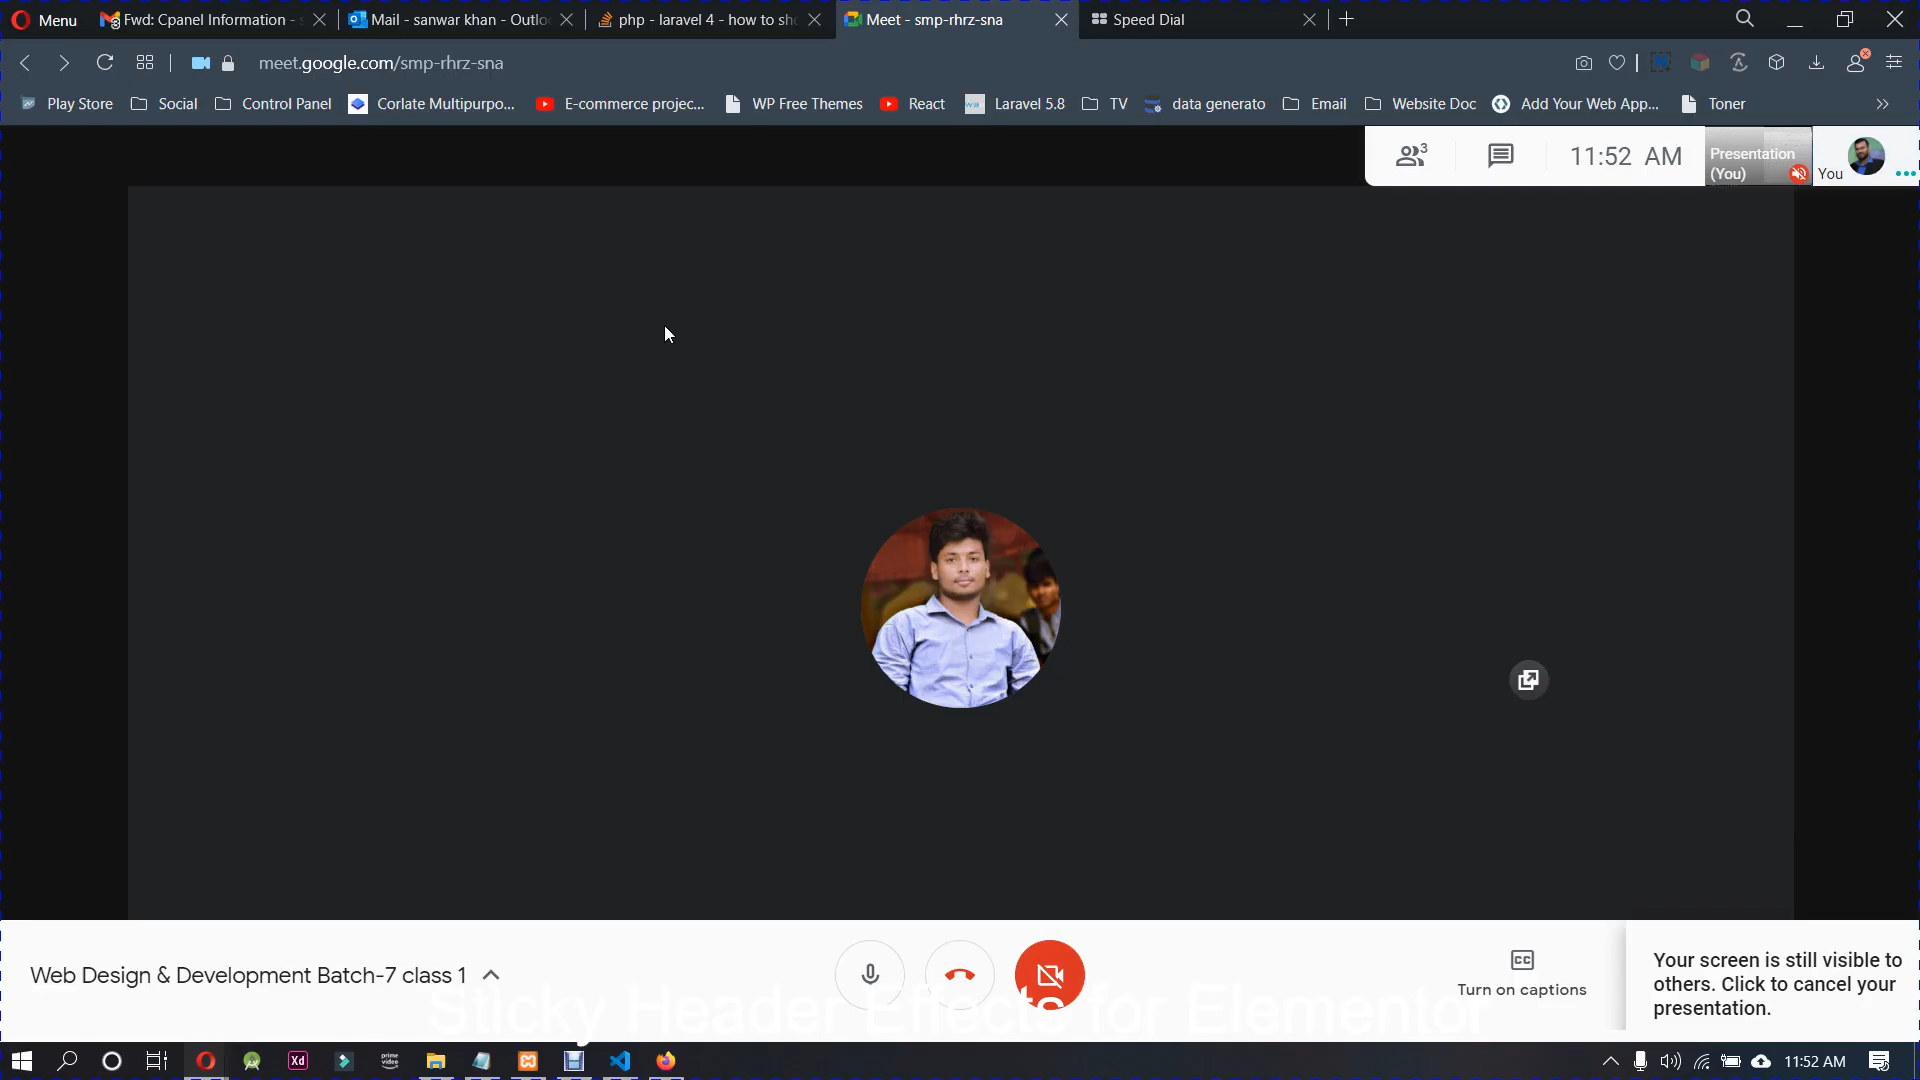 Menu
Fwd: Cpanel Information -
Mail - sanwar khan - Outlo
php - laravel 4 - how to sho
Meet - smp-rhrz-sna
Speed Dial
meet.google.com/smp-rhrz-sna
Play Store
Social
Control Panel
Corlate Multipurpo...
E-commerce projec...
WP Free Themes
React
Laravel 5.8
TV
data generato
Email
Website Doc
Add Your Web App...
Toner
3
11:52 AM
Presentation
(You)
You
Web Design & Development Batch-7 class 1
Turn on captions
Your screen is still visible to
others. Click to cancel your
presentation.
Sticky Header Effects for Elementor
Xd
prime
video
11:52 AM